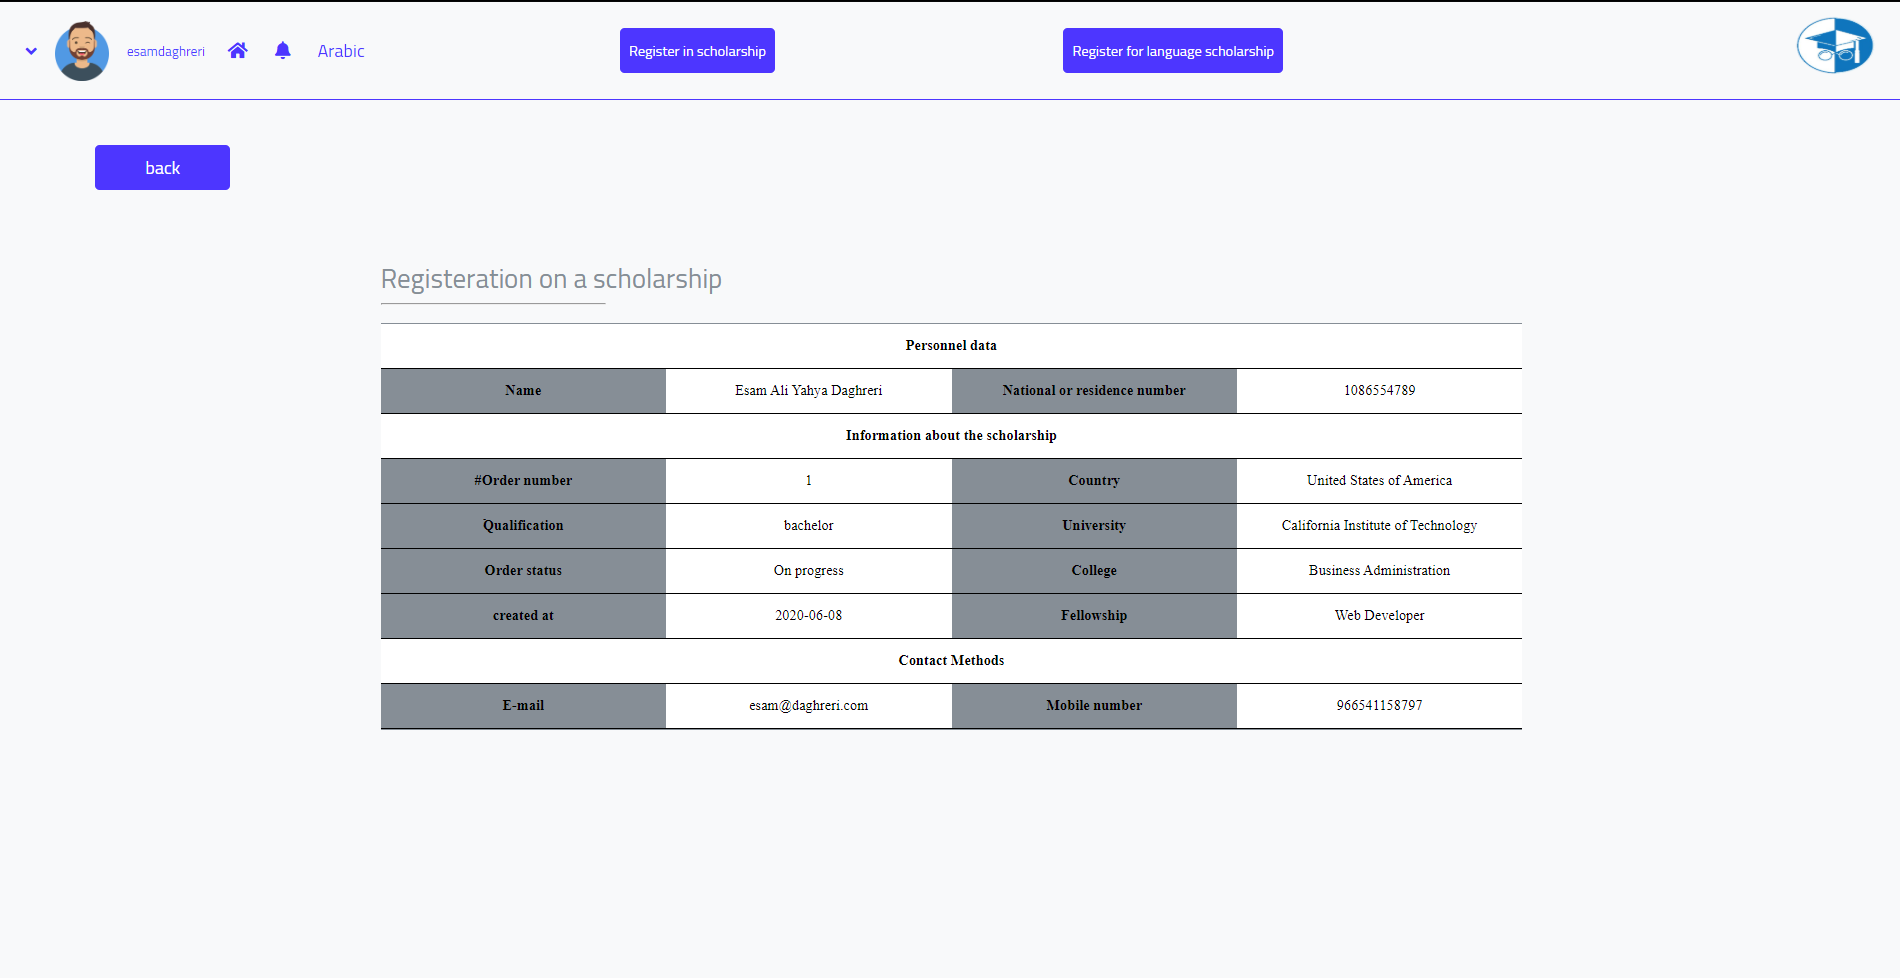 esamdaghreri Arabic Register in scholarship Register for language scholarship
back
Registeration on a scholarship
Personnel data
Name Esam Ali Yahya Daghreri National or residence number 1086554789
Information about the scholarship
#Order number 1 Country United States of America
Qualification bachelor University California Institute of Technology
Order status On progress College Business Administration
created at 2020-06-08 Fellowship Web Developer
Contact Methods
E-mail esam@daghreri.com Mobile number 966541158797